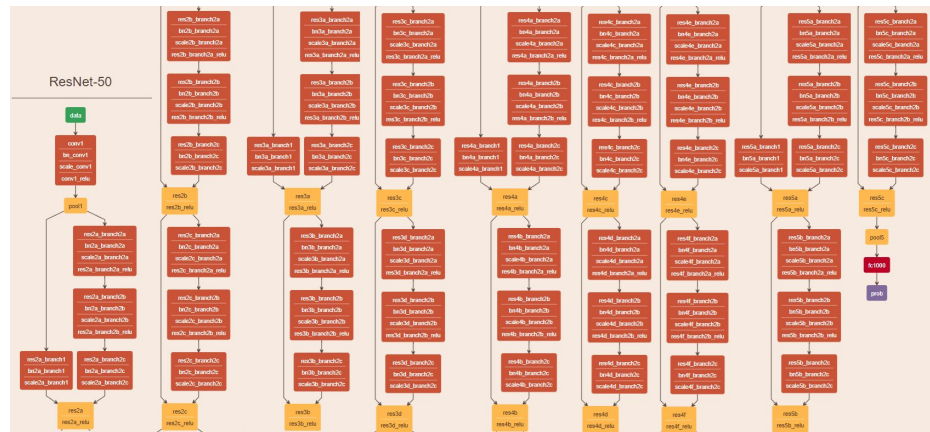 ResNet-50
data
conv1
bn_conv1
scale_conv1
conv1_relu
pool1
res2a_branch2a
bn2a_branch2a
scale2a_branch2a
res2a_branch2a_relu
res2a_branch2b
bn2a_branch2b
scale2a_branch2b
res2a_branch2b_relu
res2a_branch1
bn2a_branch1
scale2a_branch1
res2a_branch2c
bn2a_branch2c
scale2a_branch2c
res2a
res2a_relu
res2b_branch2a
bn2b_branch2a
scale2b_branch2a
res2b_branch2a_relu
res2b_branch2b
bn2b_branch2b
scale2b_branch2b
res2b_branch2b_relu
res2b_branch2c
bn2b_branch2c
scale2b_branch2c
res2b
res2b_relu
res2c_branch2a
bn2c_branch2a
scale2c_branch2a
res2c_branch2a_relu
res2c_branch2b
bn2c_branch2b
scale2c_branch2b
res2c_branch2b_relu
res2c_branch2c
bn2c_branch2c
scale2c_branch2c
res2c
res2c_relu
res3a_branch2a
bn3a_branch2a
scale3a_branch2a
res3a_branch2a_relu
res3a_branch2b
bn3a_branch2b
scale3a_branch2b
res3a_branch2b_relu
res3a_branch1
bn3a_branch1
scale3a_branch1
res3a_branch2c
bn3a_branch2c
scale3a_branch2c
res3a
res3a_relu
res3b_branch2a
bn3b_branch2a
scale3b_branch2a
res3b_branch2a_relu
res3b_branch2b
bn3b_branch2b
scale3b_branch2b
res3b_branch2b_relu
res3b_branch2c
bn3b_branch2c
scale3b_branch2c
res3b
res3b_relu
res3c_branch2a
bn3c_branch2a
scale3c_branch2a
res3c_branch2a_relu
res3c_branch2b
bn3c_branch2b
scale3c_branch2b
res3c_branch2b_relu
res3c_branch2c
bn3c_branch2c
scale3c_branch2c
res3c
res3c_relu
res3d_branch2a
bn3d_branch2a
scale3d_branch2a
res3d_branch2a_relu
res3d_branch2b
bn3d_branch2b
scale3d_branch2b
res3d_branch2b_relu
res3d_branch2c
bn3d_branch2c
scale3d_branch2c
res3d
res3d_relu
res4a_branch2a
bn4a_branch2a
scale4a_branch2a
res4a_branch2a_relu
res4a_branch2b
bn4a_branch2b
scale4a_branch2b
res4a_branch2b_relu
res4a_branch1
bn4a_branch1
scale4a_branch1
res4a_branch2c
bn4a_branch2c
scale4a_branch2c
res4a
res4a_relu
res4b_branch2a
bn4b_branch2a
scale4b_branch2a
res4b_branch2a_relu
res4b_branch2b
bn4b_branch2b
scale4b_branch2b
res4b_branch2b_relu
res4b_branch2c
bn4b_branch2c
scale4b_branch2c
res4b
res4b_relu
res4c_branch2a
bn4c_branch2a
scale4c_branch2a
res4c_branch2a_relu
res4c_branch2b
bn4c_branch2b
scale4c_branch2b
res4c_branch2b_relu
res4c_branch2c
bn4c_branch2c
scale4c_branch2c
res4c
res4c_relu
res4d_branch2a
bn4d_branch2a
scale4d_branch2a
res4d_branch2a_relu
res4d_branch2b
bn4d_branch2b
scale4d_branch2b
res4d_branch2b_relu
res4d_branch2c
bn4d_branch2c
scale4d_branch2c
res4d
res4d_relu
res4e_branch2a
bn4e_branch2a
scale4e_branch2a
res4e_branch2a_relu
res4e_branch2b
bn4e_branch2b
scale4e_branch2b
res4e_branch2b_relu
res4e_branch2c
bn4e_branch2c
scale4e_branch2c
res4e
res4e_relu
res4f_branch2a
bn4f_branch2a
scale4f_branch2a
res4f_branch2a_relu
res4f_branch2b
bn4f_branch2b
scale4f_branch2b
res4f_branch2b_relu
res4f_branch2c
bn4f_branch2c
scale4f_branch2c
res4f
res4f_relu
res5a_branch2a
bn5a_branch2a
scale5a_branch2a
res5a_branch2a_relu
res5a_branch2b
bn5a_branch2b
scale5a_branch2b
res5a_branch2b_relu
res5a_branch1
bn5a_branch1
scale5a_branch1
res5a_branch2c
bn5a_branch2c
scale5a_branch2c
res5a
res5a_relu
res5b_branch2a
bn5b_branch2a
scale5b_branch2a
res5b_branch2a_relu
res5b_branch2b
bn5b_branch2b
scale5b_branch2b
res5b_branch2b_relu
res5b_branch2c
bn5b_branch2c
scale5b_branch2c
res5b
res5b_relu
res5c_branch2a
bn5c_branch2a
scale5c_branch2a
res5c_branch2a_relu
res5c_branch2b
bn5c_branch2b
scale5c_branch2b
res5c_branch2b_relu
res5c_branch2c
bn5c_branch2c
scale5c_branch2c
res5c
res5c_relu
pool5
fc1000
prob